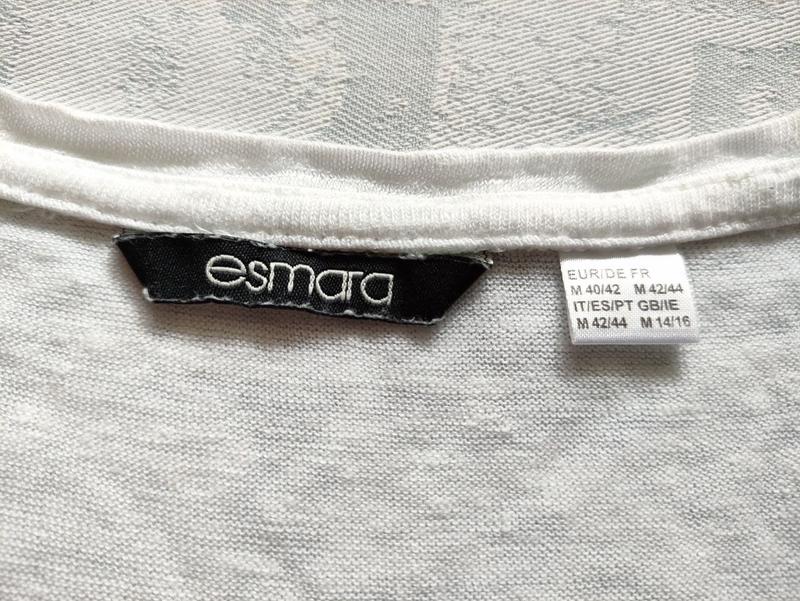 esmara
EUR/DE FR
M 40/42 M 42/44
IT/ES/PT GB/IE
M 42/44 M 14/16